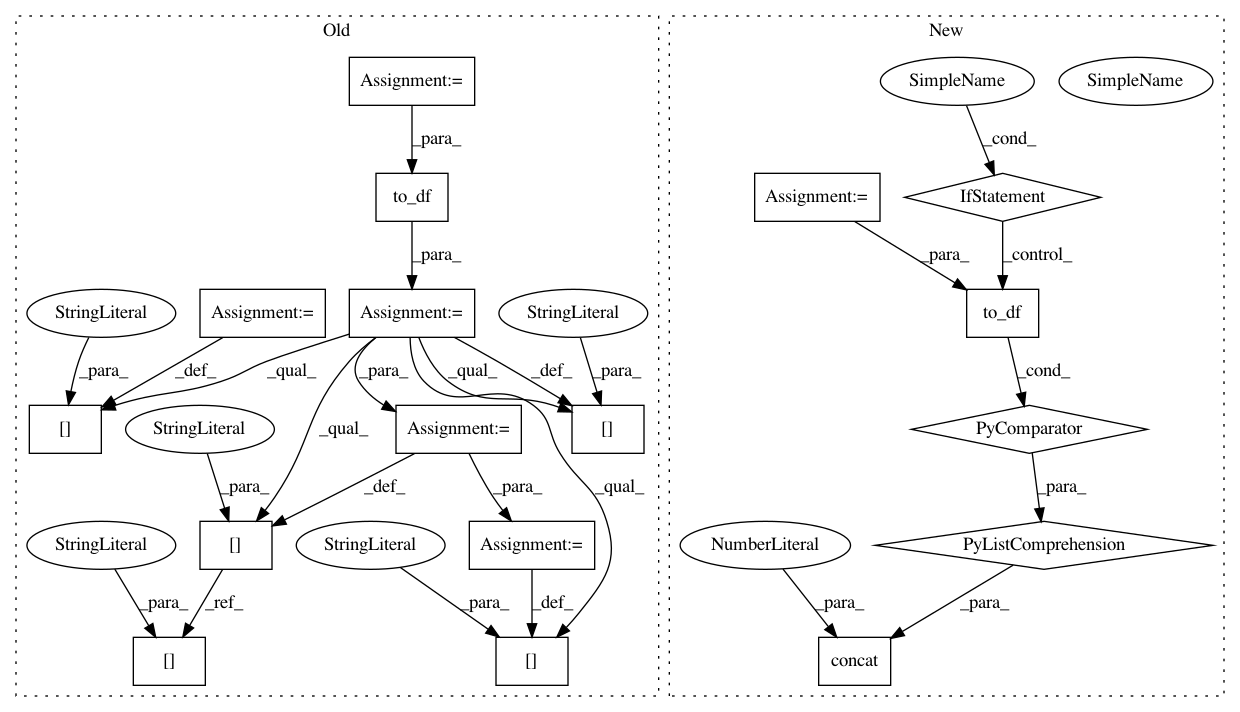 Old
New
Assignment:=
SimpleName
SimpleName
_para_
_cond_
to_df
Assignment:=
IfStatement
_para_
_para_
_control_
StringLiteral
Assignment:=
Assignment:=
StringLiteral
to_df
_para_
_def_
_qual_
_para_
_qual_
_def_
_para_
_cond_
[]
StringLiteral
_qual_
Assignment:=
[]
PyComparator
_para_
_def_
_para_
_qual_
_para_
StringLiteral
[]
StringLiteral
Assignment:=
NumberLiteral
PyListComprehension
_para_
_ref_
_para_
_def_
_para_
_para_
[]
[]
concat